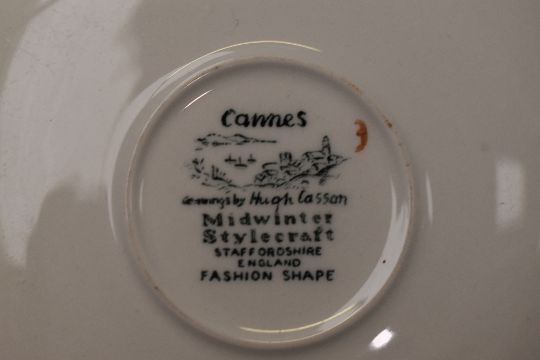 Cannes
drawings by Hugh Casson
Midwinter
Stylecraft
STAFFORDSHIRE
ENGLAND
FASHION SHAPE